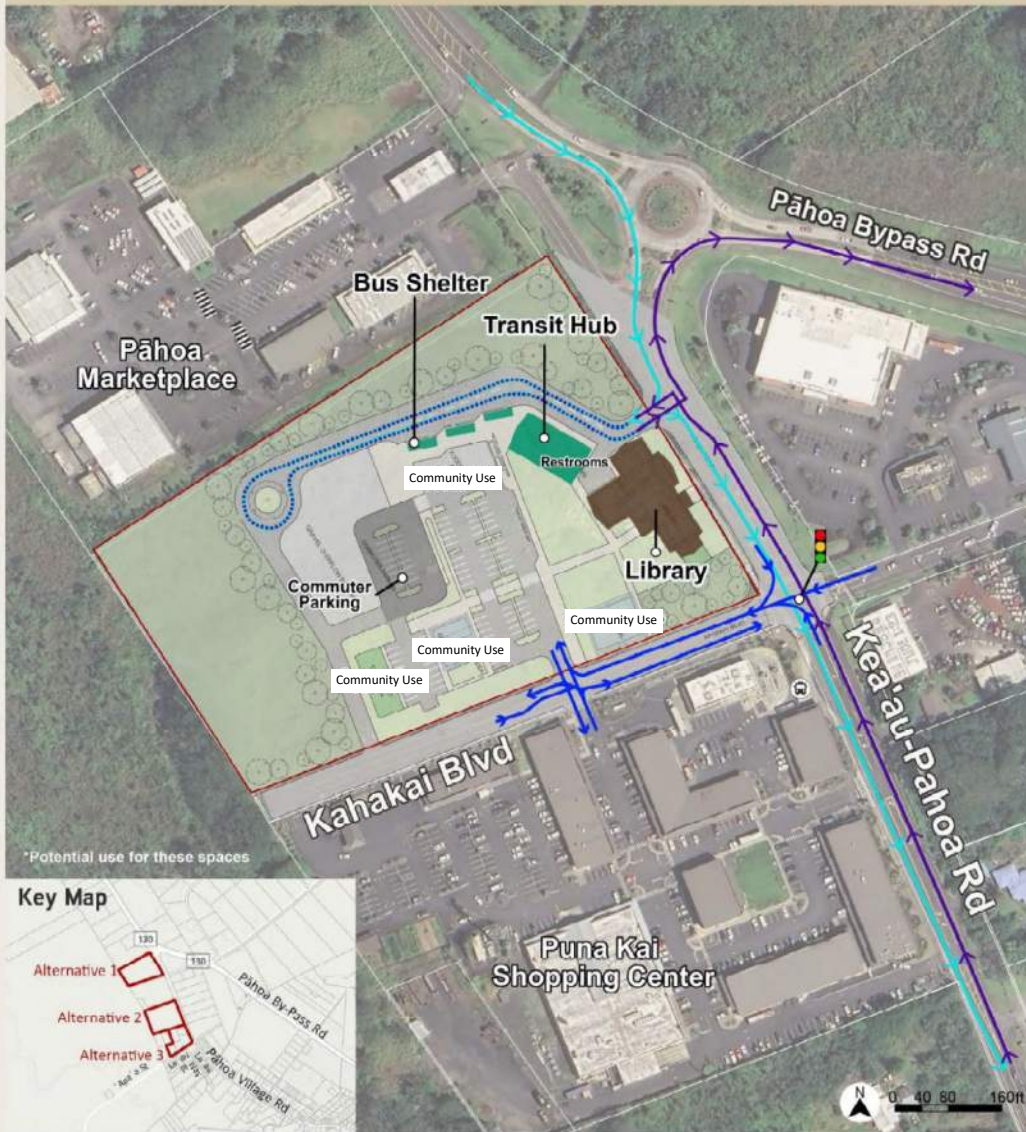 Pāhoa Bypass Rd
Bus Shelter
Transit Hub
Pāhoa
Marketplace
Restrooms
Community Use
Library
Commuter
Parking
Community Use
Community Use
Community Use
Kahakai Blvd
Kea'au-Pahoa Rd
*Potential use for these spaces
Puna Kai
Shopping Center
Key Map
130
130
Alternative 1
Alternative 2
Alternative 3
Pāhoa By-Pass Rd
Pāhoa Village Rd
N
0 40 80 160ft